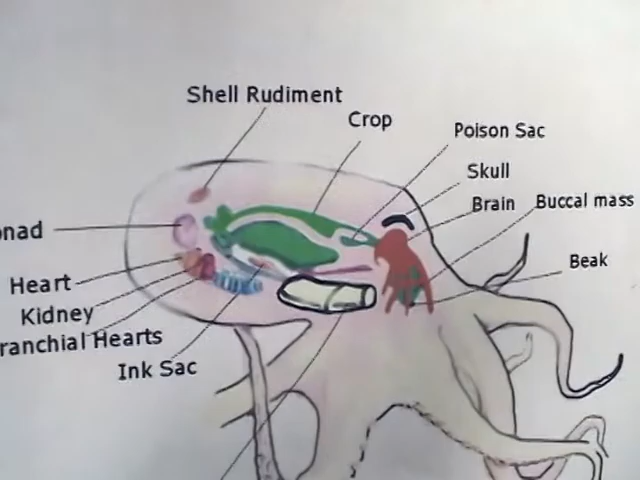 Shell Rudiment
Crop
Poison Sac
Skull
Brain
Buccal mass
onad
Beak
Heart
Kidney
ranchial Hearts
Ink Sac